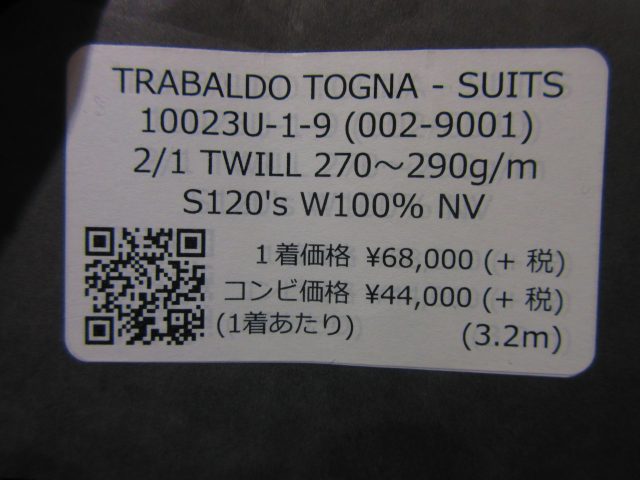 TRABALDO TOGNA - SUITS
10023U-1-9 (002-9001)
2/1 TWILL 270～290g/m
S120's W100% NV
１着価格 ¥68,000 (+ 税)
コンビ価格 ¥44,000 (+ 税)
(1着あたり) (3.2m)